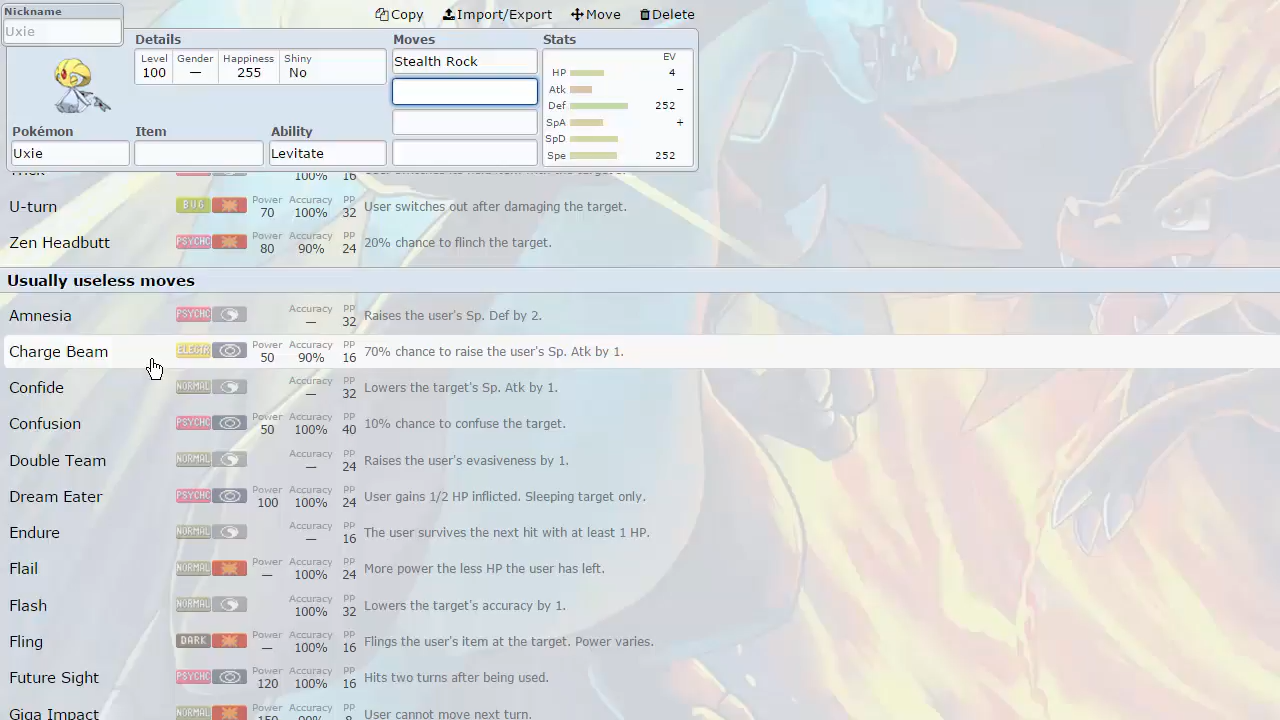 Nickname
Uxie
Copy Import/Export Move Delete
Details
Level Gender Happiness Shiny
100 — 255 No
Pokémon Item Ability
Uxie Levitate
Moves
Stealth Rock
Stats
EV
HP 4
Atk −
Def 252
SpA +
SpD
Spe 252
100% 16
U-turn BUG Power 70 Accuracy 100% PP 32 User switches out after damaging the target.
Zen Headbutt PSYCHC Power 80 Accuracy 90% PP 24 20% chance to flinch the target.
Usually useless moves
Amnesia PSYCHC Accuracy — PP 32 Raises the user's Sp. Def by 2.
Charge Beam ELECTR Power 50 Accuracy 90% PP 16 70% chance to raise the user's Sp. Atk by 1.
Confide NORMAL Accuracy — PP 32 Lowers the target's Sp. Atk by 1.
Confusion PSYCHC Power 50 Accuracy 100% PP 40 10% chance to confuse the target.
Double Team NORMAL Accuracy — PP 24 Raises the user's evasiveness by 1.
Dream Eater PSYCHC Power 100 Accuracy 100% PP 24 User gains 1/2 HP inflicted. Sleeping target only.
Endure NORMAL Accuracy — PP 16 The user survives the next hit with at least 1 HP.
Flail NORMAL Power — Accuracy 100% PP 24 More power the less HP the user has left.
Flash NORMAL Accuracy 100% PP 32 Lowers the target's accuracy by 1.
Fling DARK Power — Accuracy 100% PP 16 Flings the user's item at the target. Power varies.
Future Sight PSYCHC Power 120 Accuracy 100% PP 16 Hits two turns after being used.
Giga Impact NORMAL Power 150 Accuracy 90% PP 8 User cannot move next turn.